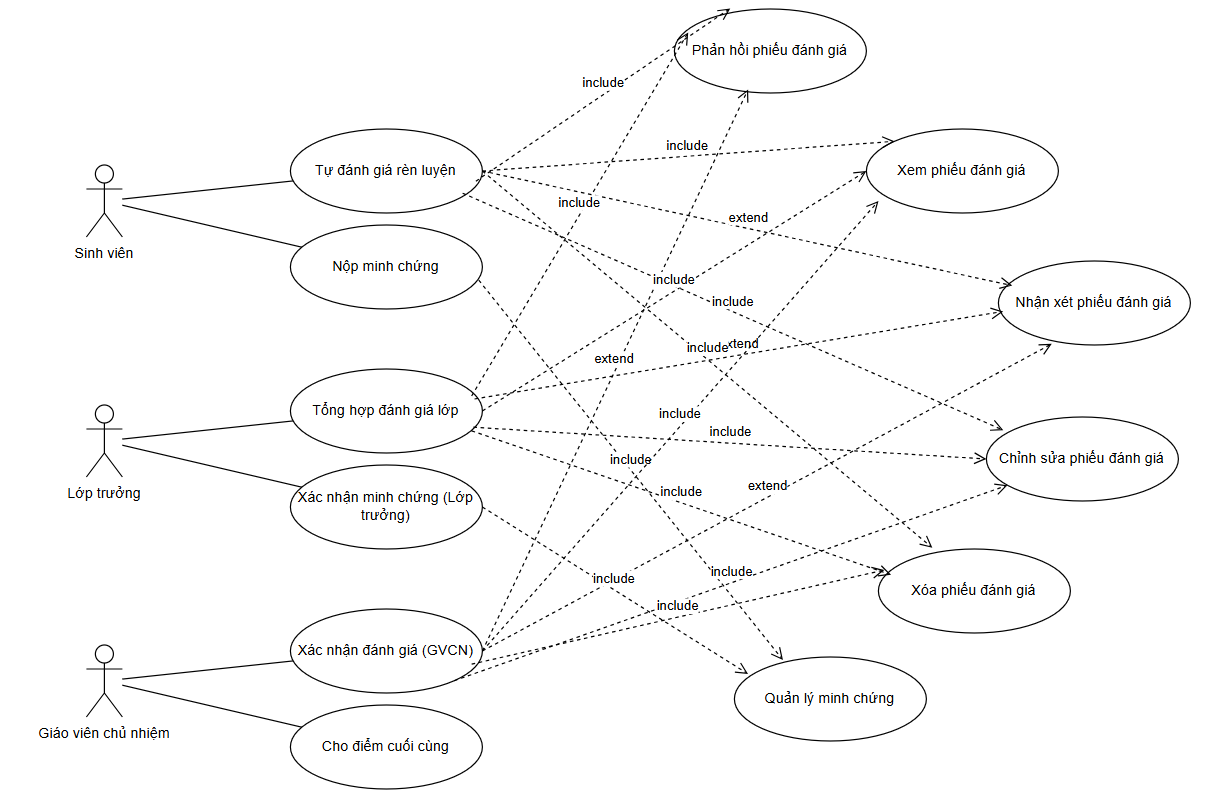 Phản hồi phiếu đánh giá
include
include
Tự đánh giá rèn luyện
Xem phiếu đánh giá
include
extend
Sinh viên
Nộp minh chứng
include
include
Nhận xét phiếu đánh giá
include
xtend
extend
Tổng hợp đánh giá lớp
include
include
include
Chỉnh sửa phiếu đánh giá
Lớp trưởng
Xác nhận minh chứng (Lớp
trưởng)
include
extend
include
include
Xóa phiếu đánh giá
include
Xác nhận đánh giá (GVCN)
Quản lý minh chứng
Giáo viên chủ nhiệm
Cho điểm cuối cùng